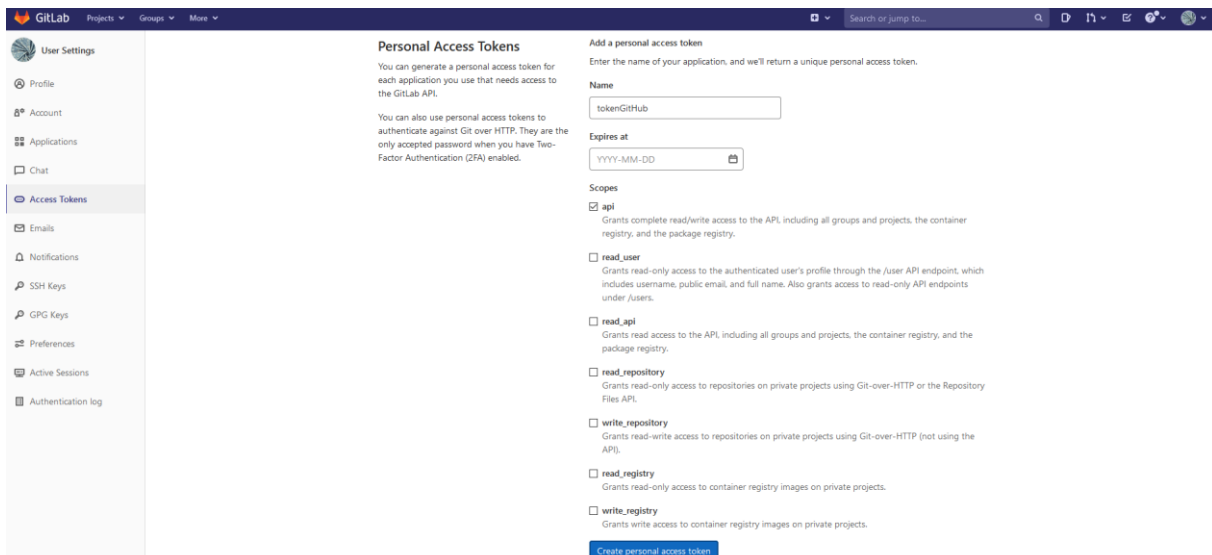 GitLab Projects Groups More Search or jump to...
User Settings
Profile
Account
Applications
Chat
Access Tokens
Emails
Notifications
SSH Keys
GPG Keys
Preferences
Active Sessions
Authentication log
Personal Access Tokens
You can generate a personal access token for
each application you use that needs access to
the GitLab API.
You can also use personal access tokens to
authenticate against Git over HTTP. They are the
only accepted password when you have Two-
Factor Authentication (2FA) enabled.
Add a personal access token
Enter the name of your application, and we'll return a unique personal access token.
Name
tokenGitHub
Expires at
YYYY-MM-DD
Scopes
api
Grants complete read/write access to the API, including all groups and projects, the container
registry, and the package registry.
read_user
Grants read-only access to the authenticated user's profile through the /user API endpoint, which
includes username, public email, and full name. Also grants access to read-only API endpoints
under /users.
read_api
Grants read access to the API, including all groups and projects, the container registry, and the
package registry.
read_repository
Grants read-only access to repositories on private projects using Git-over-HTTP or the Repository
Files API.
write_repository
Grants read-write access to repositories on private projects using Git-over-HTTP (not using the
API).
read_registry
Grants read-only access to container registry images on private projects.
write_registry
Grants write access to container registry images on private projects.
Create personal access token